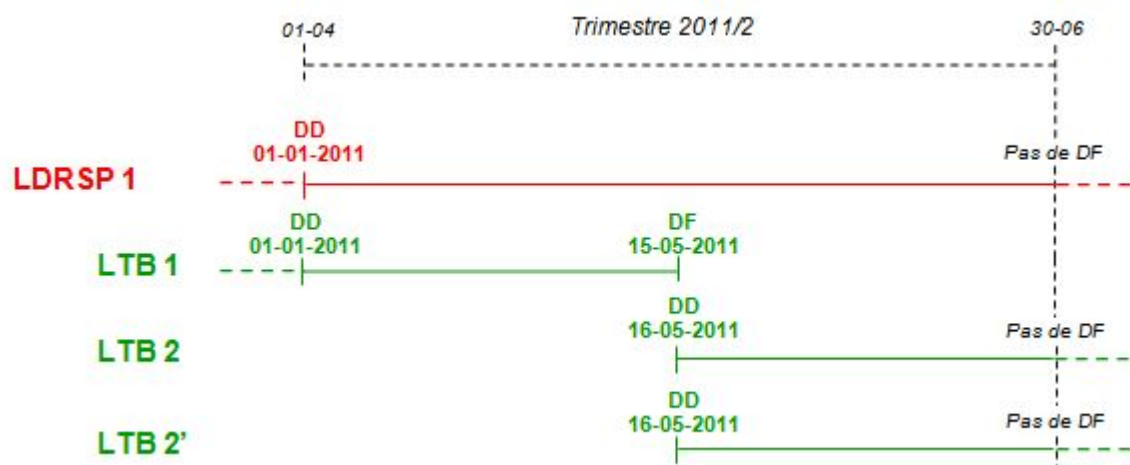 01-04
Trimestre 2011/2
30-06
DD
01-01-2011
Pas de DF
LDRSP 1
DD
01-01-2011
DF
15-05-2011
LTB 1
DD
16-05-2011
Pas de DF
LTB 2
DD
16-05-2011
Pas de DF
LTB 2'